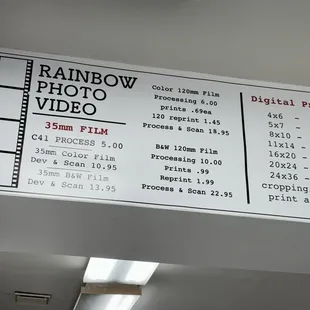 RAINBOW
PHOTO
VIDEO
35mm FILM
C41 PROCESS 5.00
35mm Color Film
Dev & Scan 10.95
35mm B&W Film
Dev & Scan 13.95
Color 120mm Film
Processing 6.00
prints .69ea
120 reprint 1.45
Process & Scan 18.95
B&W 120mm Film
Processing 10.00
Prints .99
Reprint 1.99
Process & Scan 22.95
Digital
4x6 -
5x7 -
8x10 -
11x14 -
16x20 -
20x24 -
24x36 -
cropping
print a